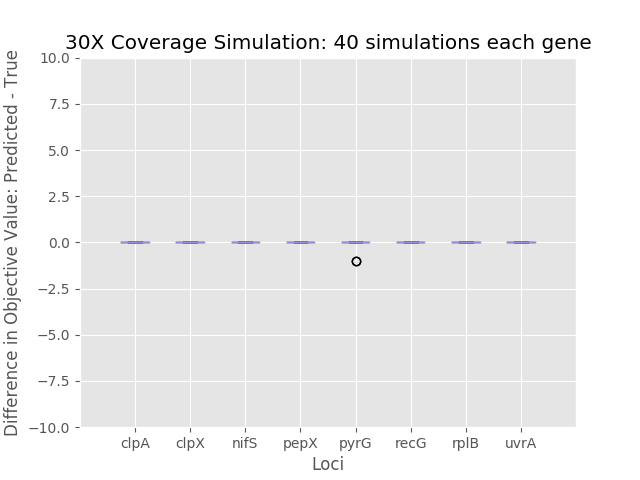 30X Coverage Simulation: 40 simulations each gene
Difference in Objective Value: Predicted - True
10.0
7.5
5.0
2.5
0.0
−2.5
−5.0
−7.5
−10.0
clpA clpX nifS pepX pyrG recG rplB uvrA
Loci